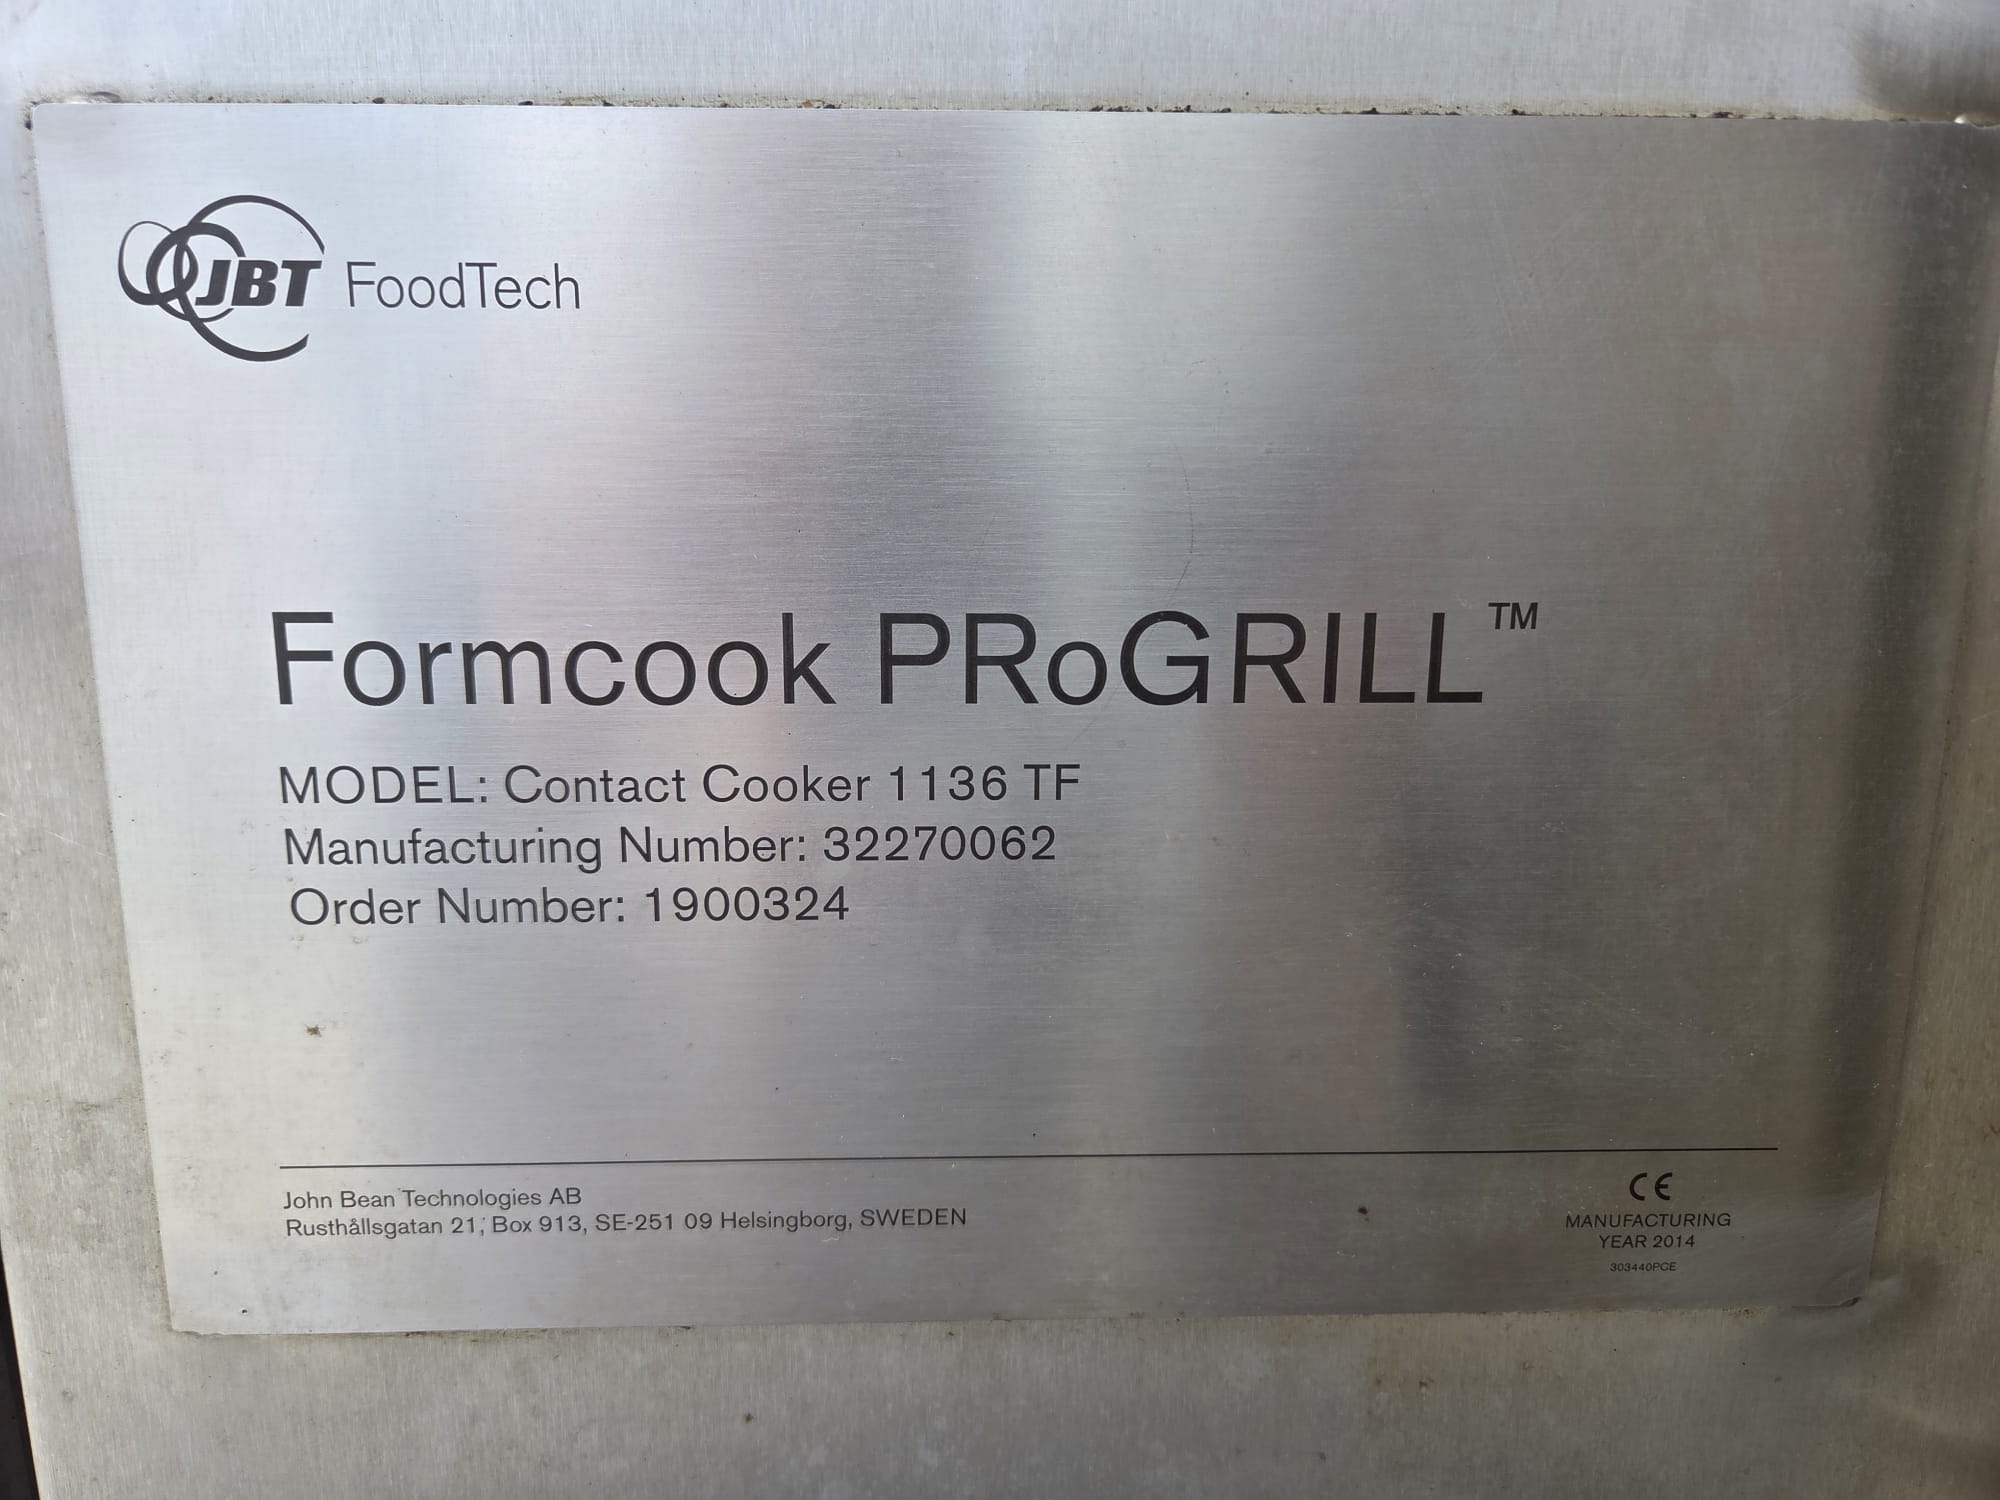 JBT FoodTech
Formcook PRoGRILL™
MODEL: Contact Cooker 1136 TF
Manufacturing Number: 32270062
Order Number: 1900324
John Bean Technologies AB
Rusthållsgatan 21, Box 913, SE-251 09 Helsingborg, SWEDEN
CE
MANUFACTURING
YEAR 2014
303440PCE